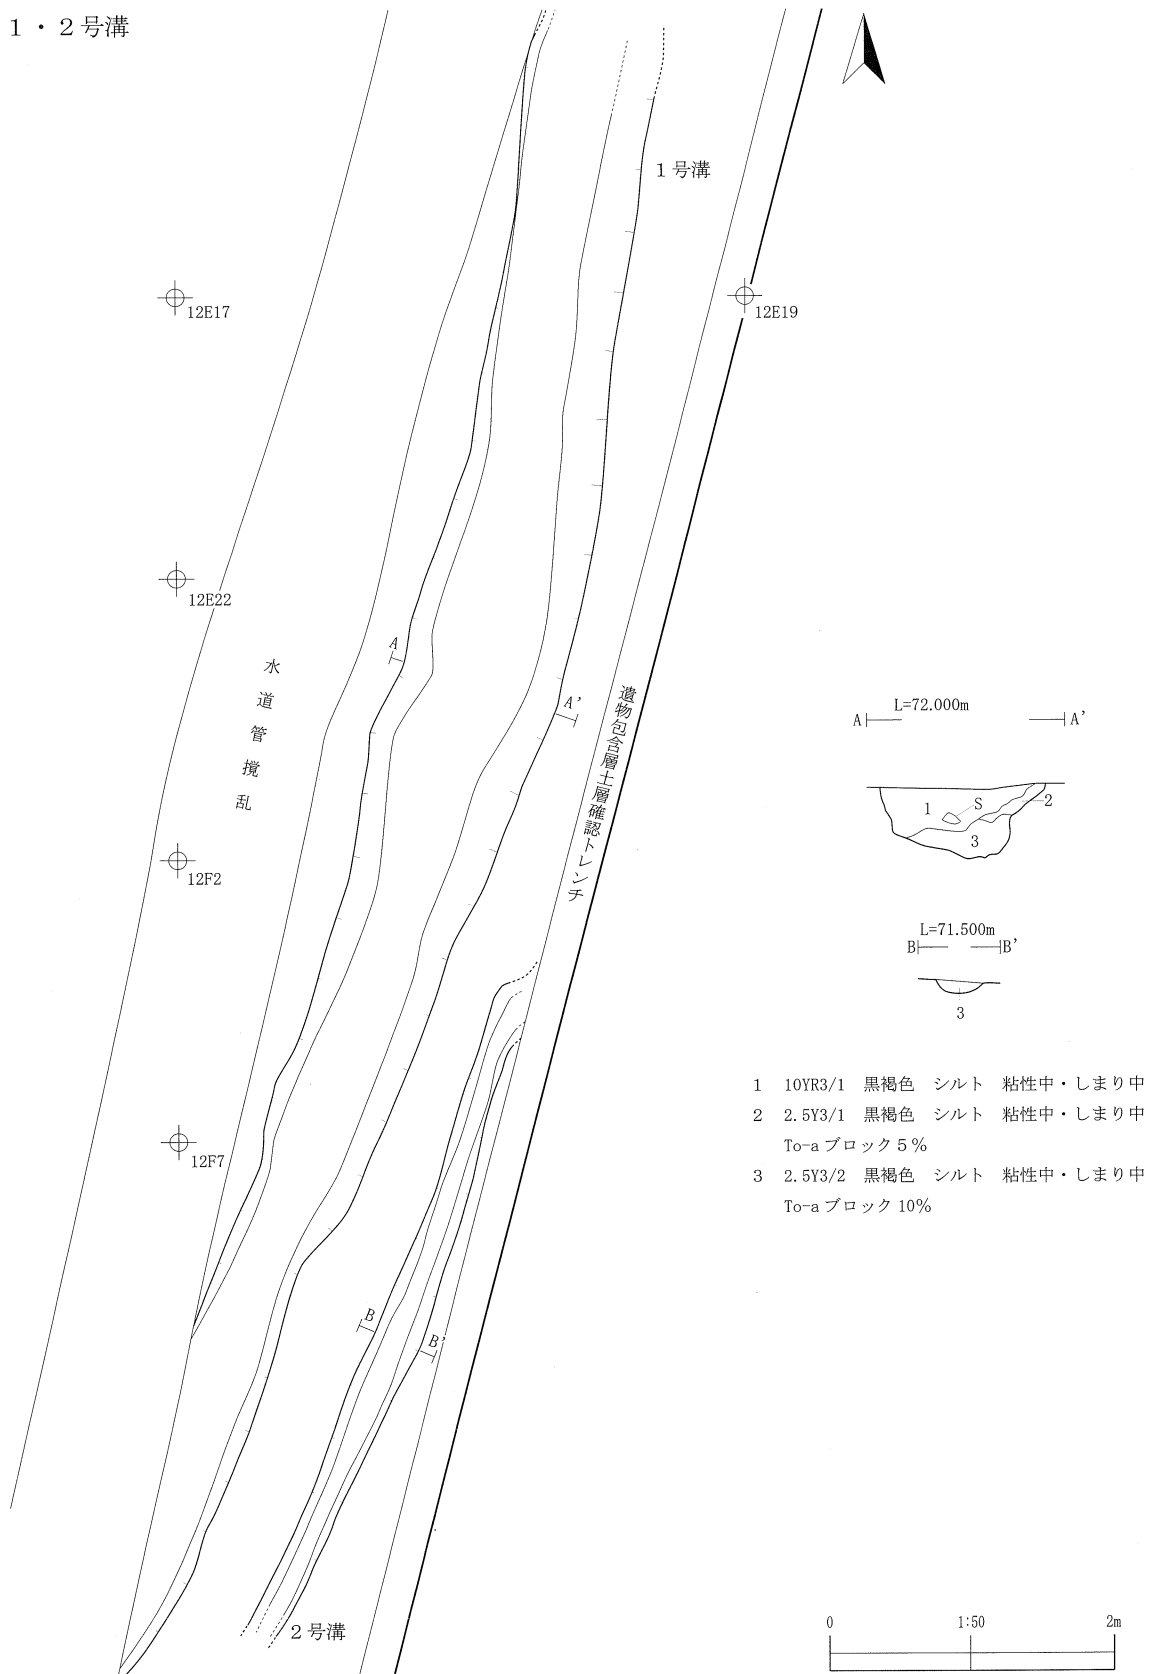 1・2号溝
1号溝
12E17
12E19
12E22
水道管撹乱
A
A'
遺物包含層土層確認トレンチ
L=72.000m
A A'
1
S
2
3
12F2
L=71.500m
B B'
3
1 10YR3/1 黒褐色 シルト 粘性中・しまり中
2 2.5Y3/1 黒褐色 シルト 粘性中・しまり中
To-aブロック5%
3 2.5Y3/2 黒褐色 シルト 粘性中・しまり中
To-aブロック10%
12F7
B
B'
2号溝
0 1:50 2m